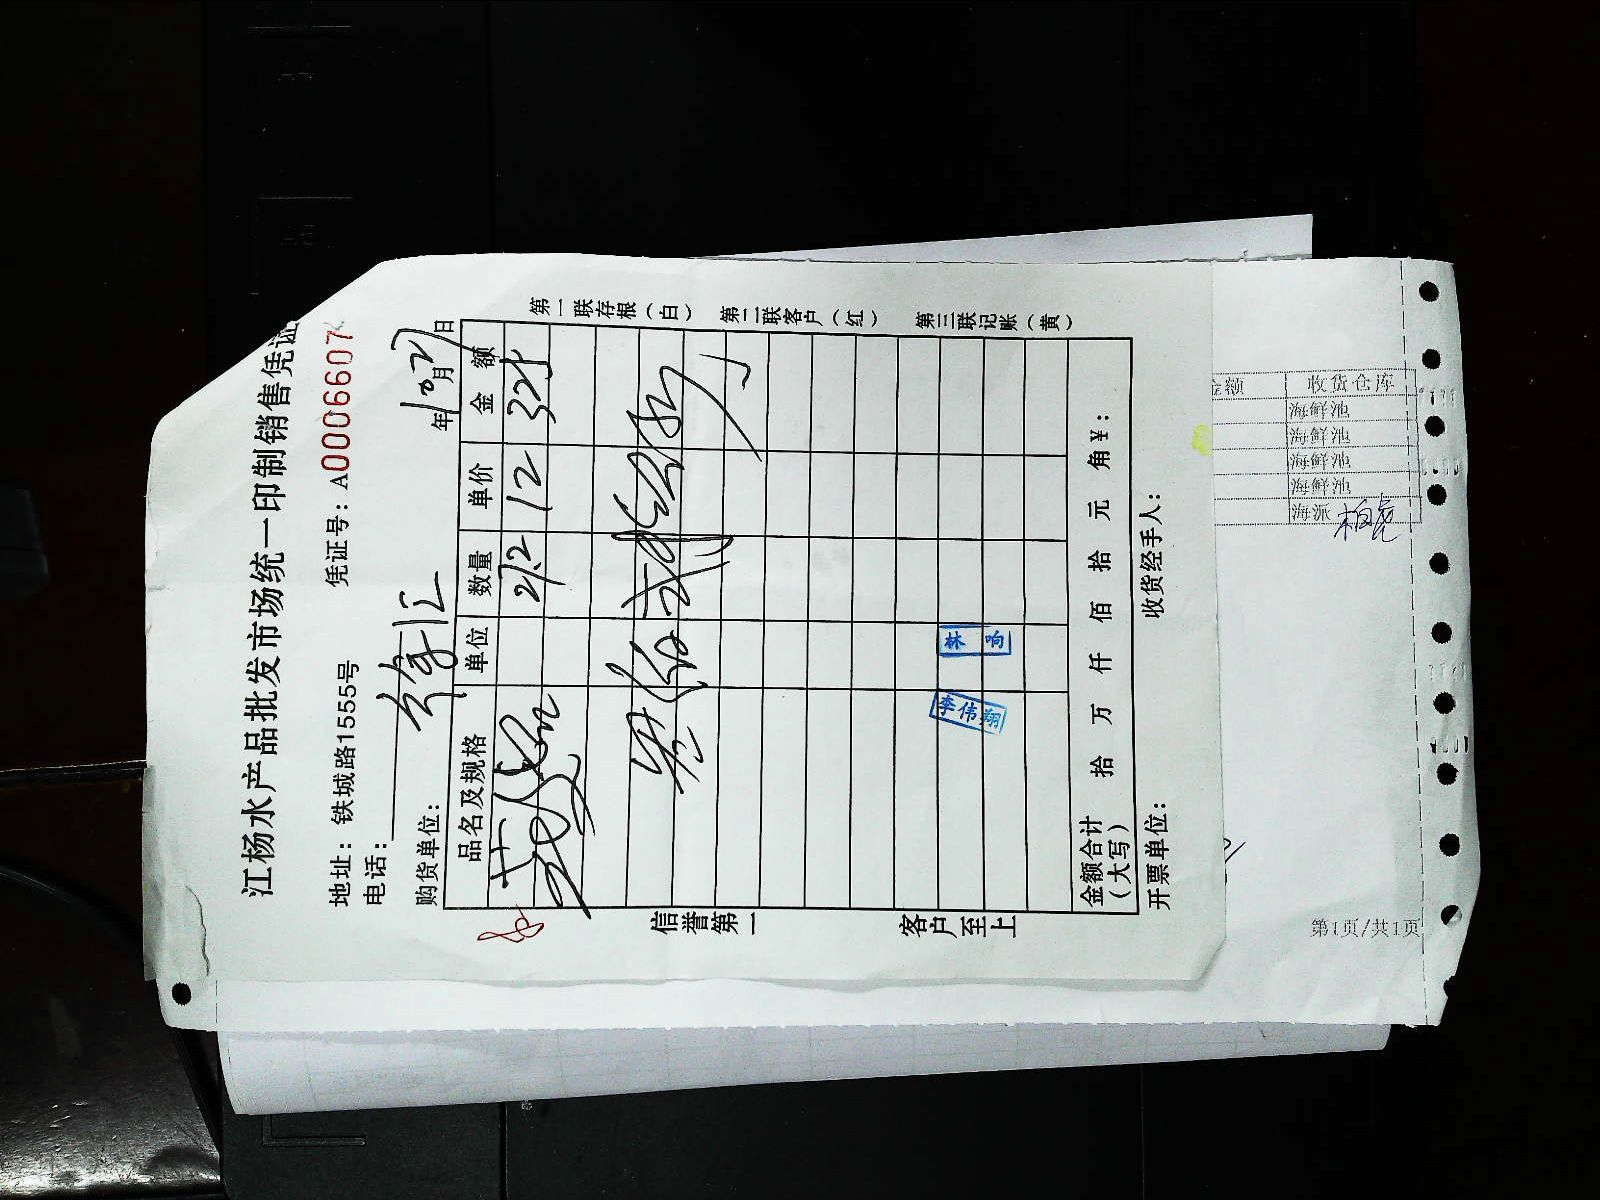 江杨水产品批发市场统一印制销售凭证
地址：铁城路1555号
凭证号：A0006607
电话：
购货单位：
年10月27日
品名及规格 单位 数量 单价 金额
27.2 12 325
林响
李伟翔
金额合计（大写） 拾 万 仟 佰 拾 元 角 ¥：
开票单位：
收货经手人：
信誉第一
客户至上
第一联存根（白）
第二联客户（红）
第三联记账（黄）
金额 收货仓库
海鲜池
海鲜池
海鲜池
海鲜池
海派
第1页/共1页